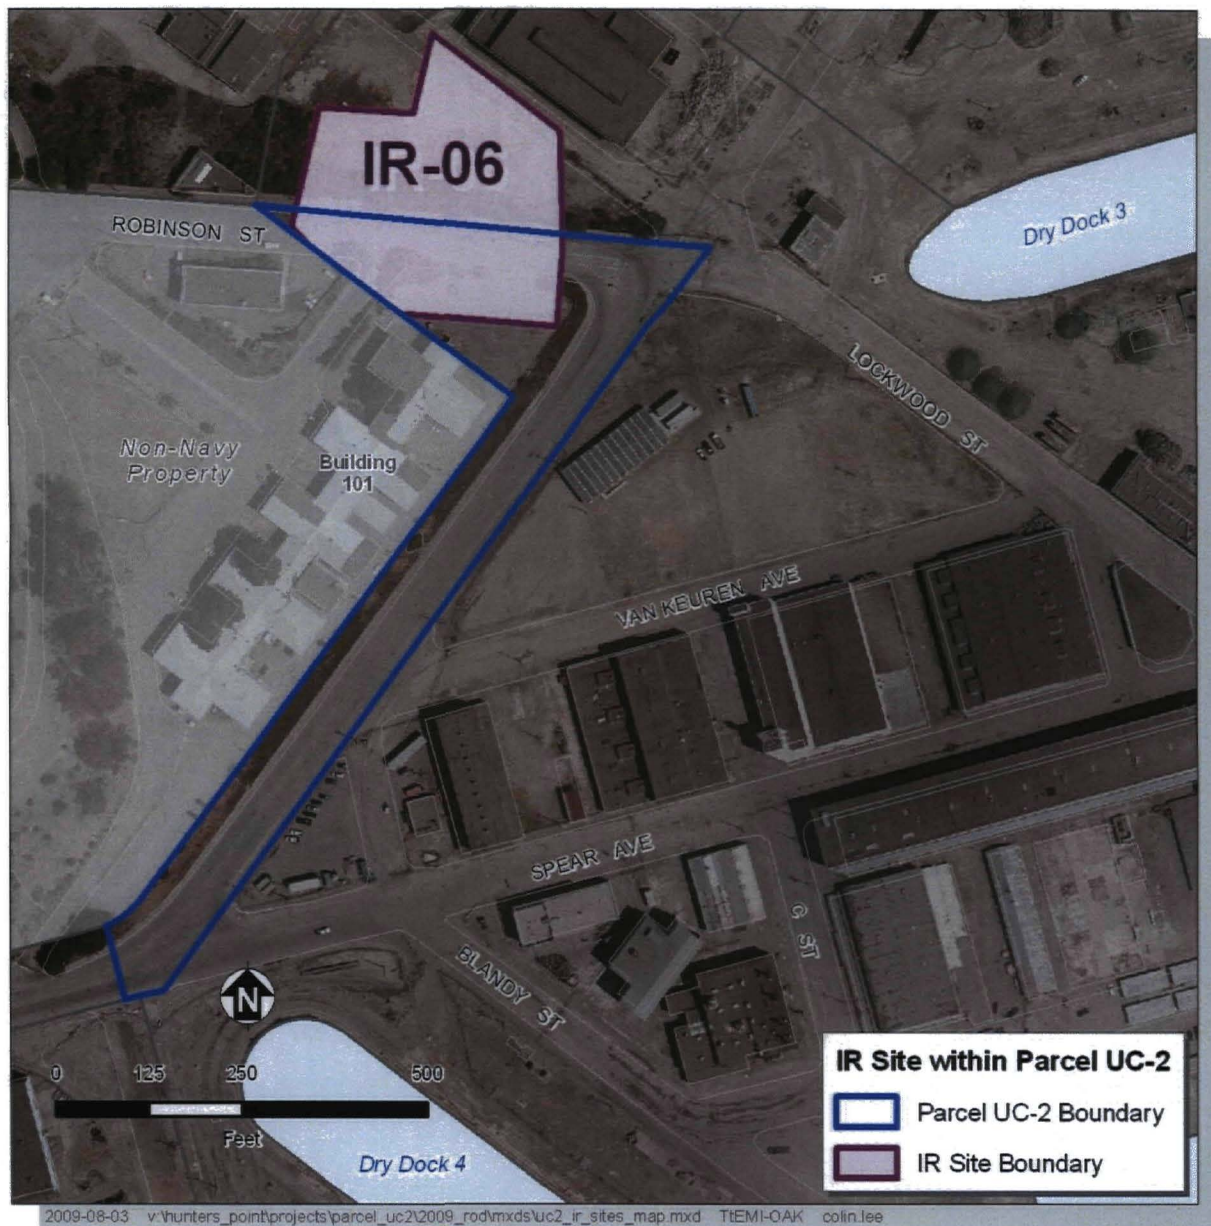 IR-06
ROBINSON ST
Dry Dock 3
LOCKWOOD ST
Non-Navy
Property
Building
101
VAN KEUREN AVE
SPEAR AVE
C ST
BLANDY ST
N
0 125 250 500
Feet
Dry Dock 4
IR Site within Parcel UC-2
Parcel UC-2 Boundary
IR Site Boundary
2009-08-03 v:\hunters_point\projects\parcel_uc2\2009_rod\mxds\uc2_ir_sites_map.mxd TtEMI-OAK colin.lee